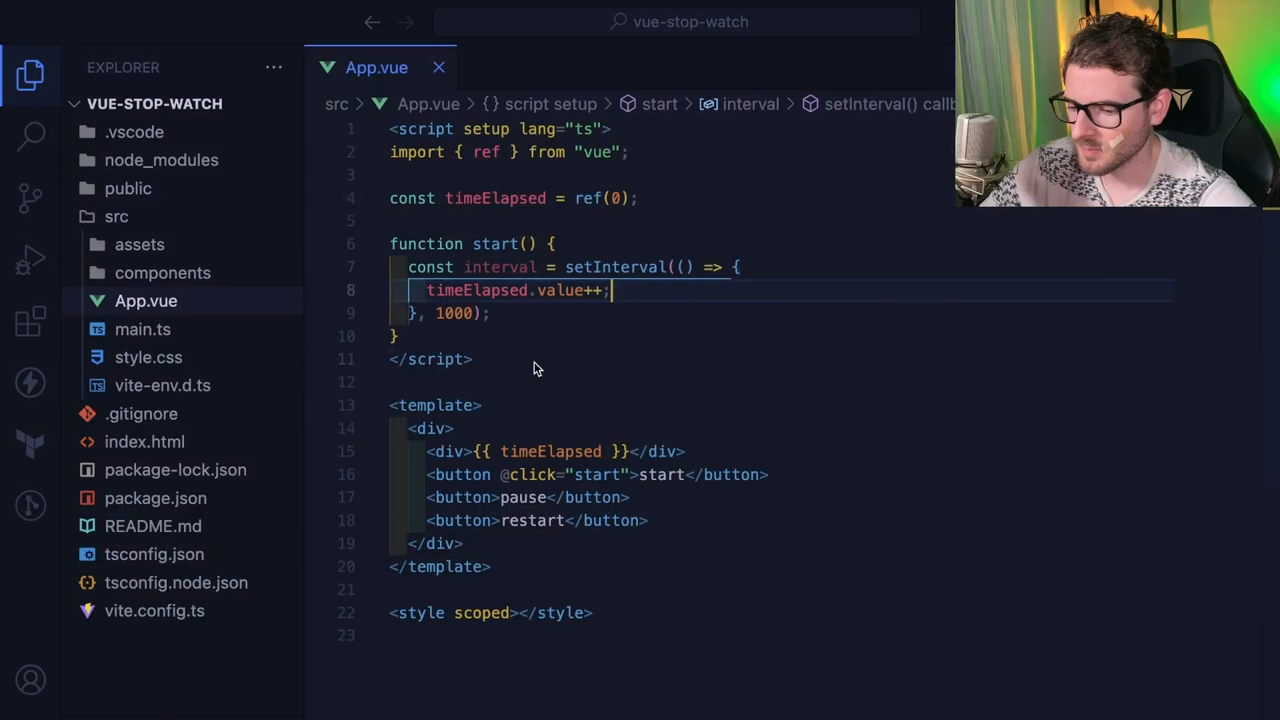 vue-stop-watch
EXPLORER
App.vue
VUE-STOP-WATCH
.vscode
node_modules
public
src
assets
components
App.vue
main.ts
style.css
vite-env.d.ts
.gitignore
index.html
package-lock.json
package.json
README.md
tsconfig.json
tsconfig.node.json
vite.config.ts
src > App.vue > {} script setup > start > interval > setInterval()
1 <script setup lang="ts">
2 import { ref } from "vue";
3
4 const timeElapsed = ref(0);
5
6 function start() {
7 const interval = setInterval(() => {
8 timeElapsed.value++;
9 }, 1000);
10 }
11 </script>
12
13 <template>
14 <div>
15 <div>{{ timeElapsed }}</div>
16 <button @click="start">start</button>
17 <button>pause</button>
18 <button>restart</button>
19 </div>
20 </template>
21
22 <style scoped></style>
23